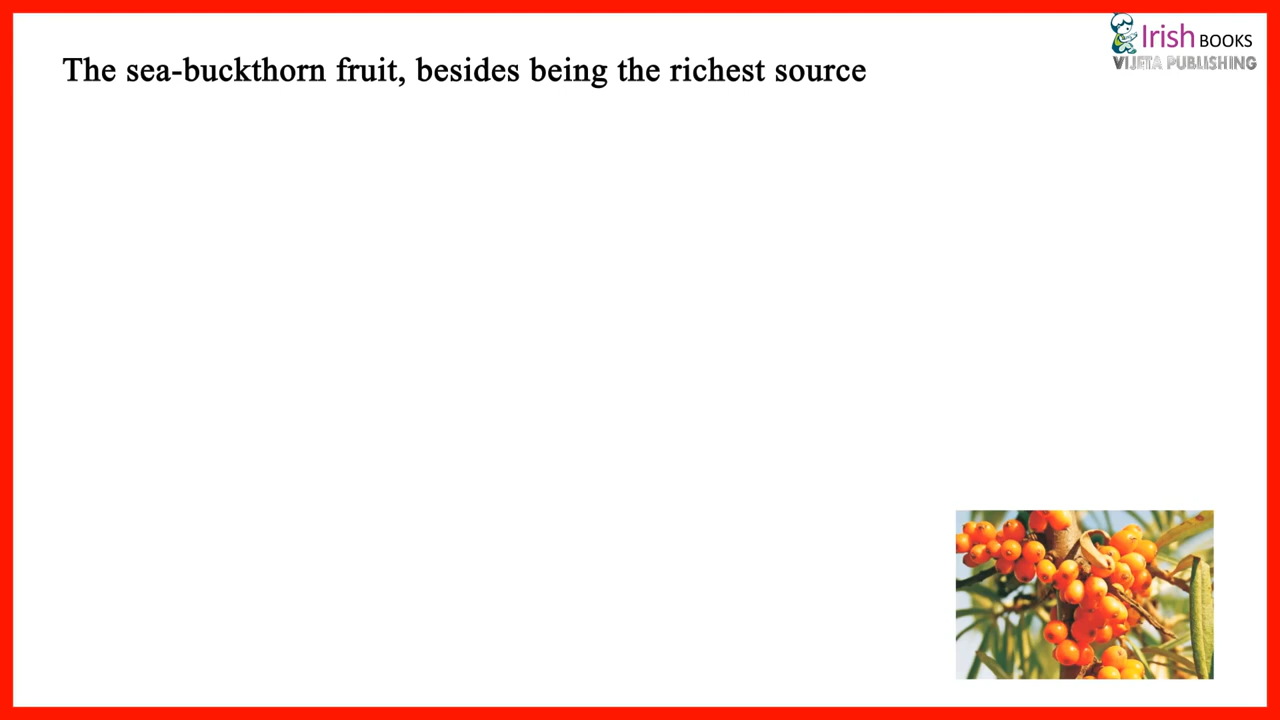 Irish BOOKS
VIJETA PUBLISHING
The sea-buckthorn fruit, besides being the richest source